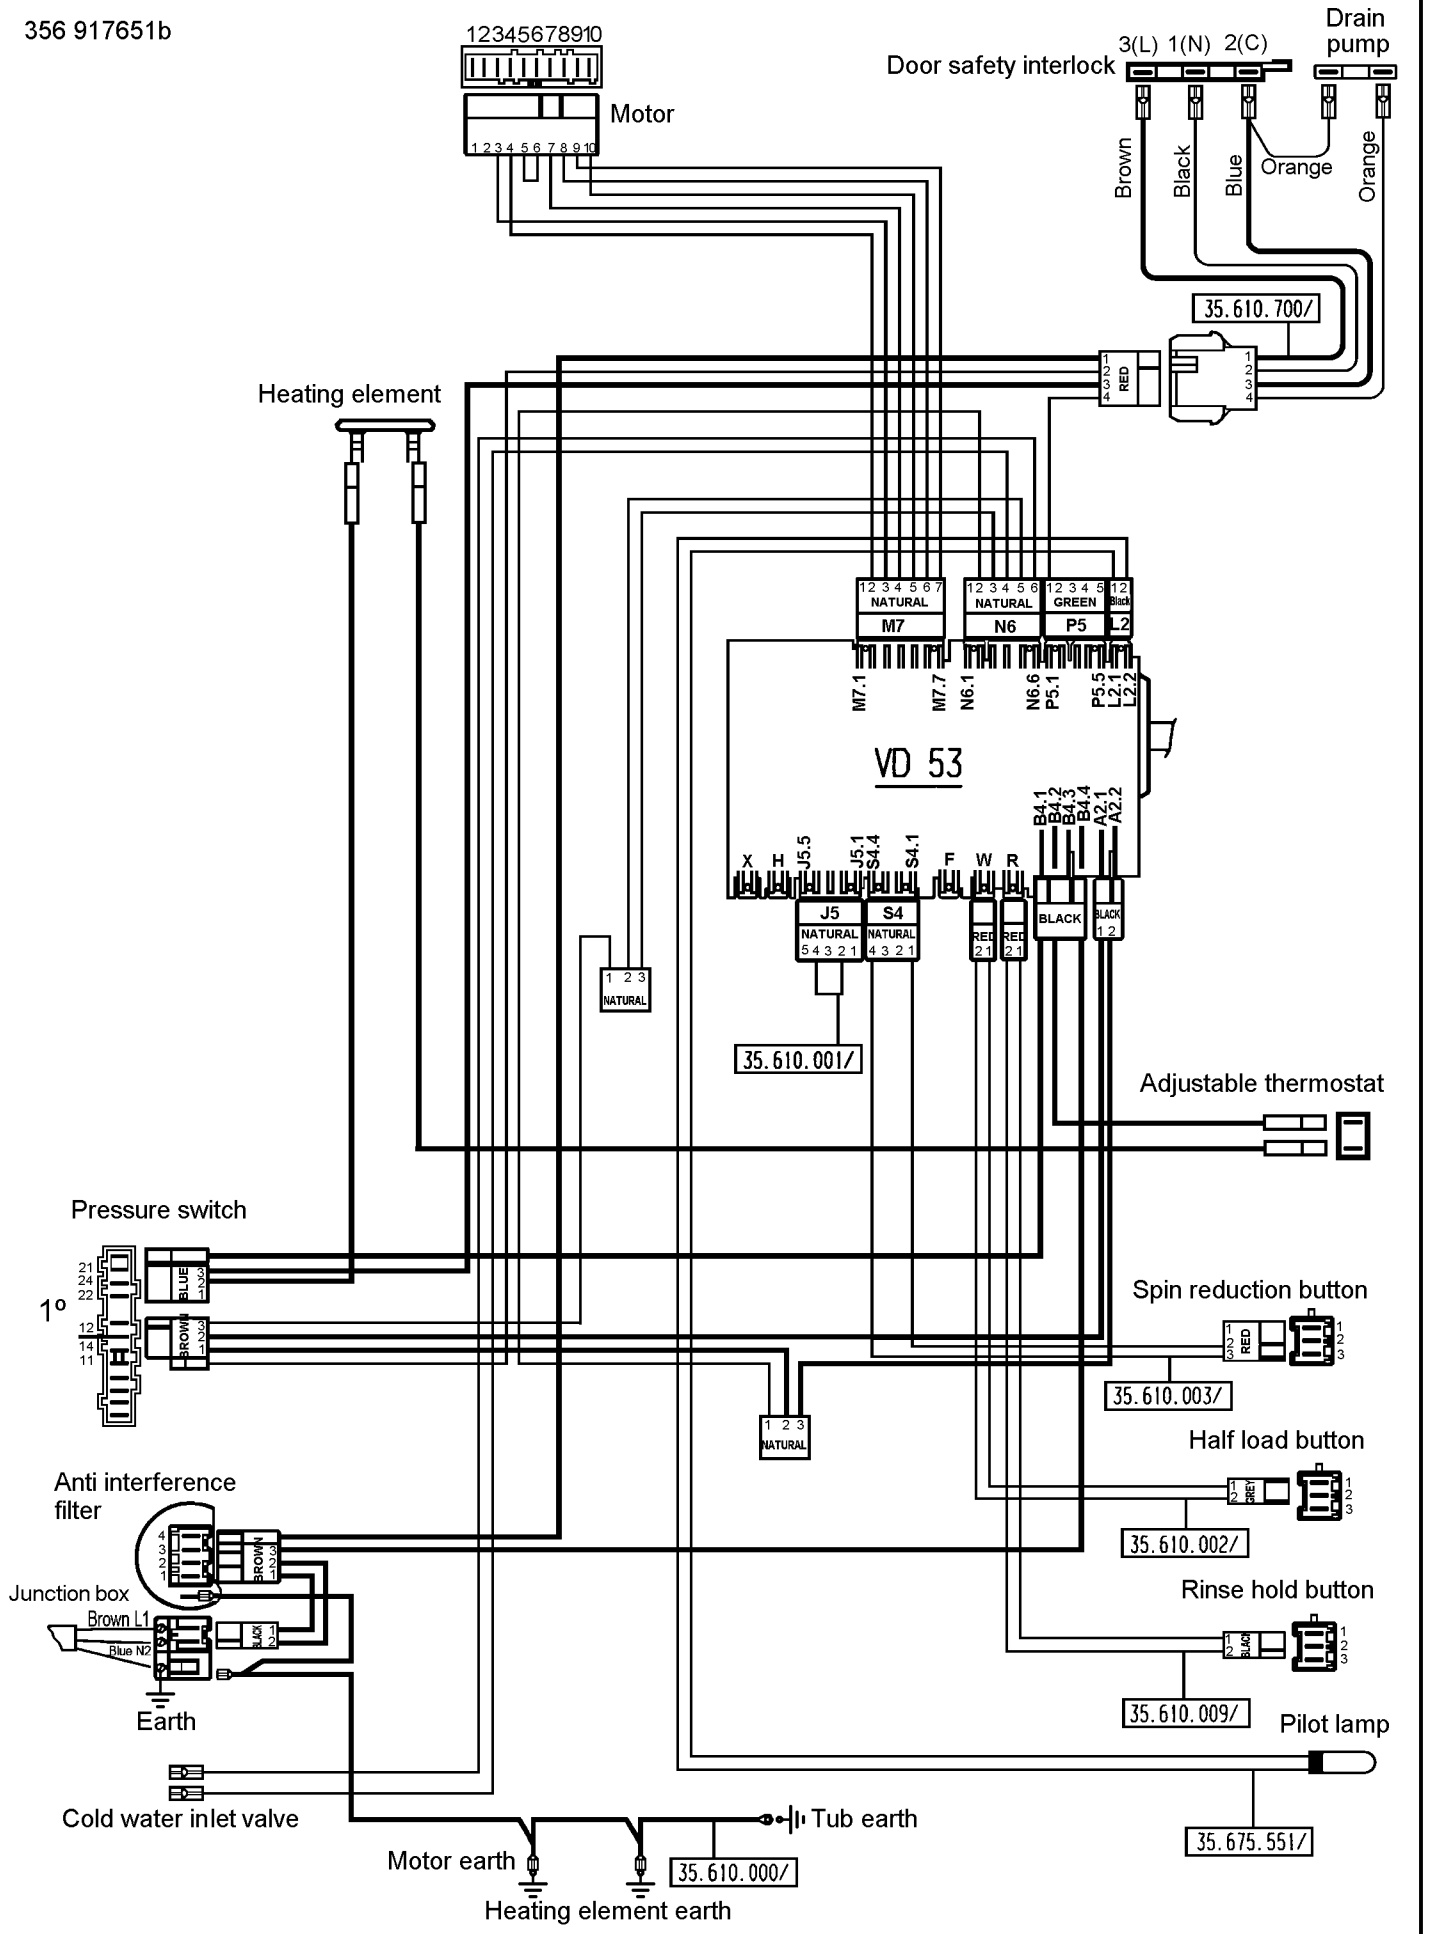 356 917651b
12345678910
Motor
1 2 3 4 5 6 7 8 9 10
Door safety interlock
3(L) 1(N) 2(C)
Drain
pump
Brown
Black
Blue
Orange
Orange
35.610.700/
1
2
3
4
RED
1
2
3
4
Heating element
1 2 3 4 5 6 7
NATURAL
M7
1 2 3 4 5 6
NATURAL
N6
1 2 3 4 5
GREEN
P5
1 2
Black
L2
M7.1
M7.7
N6.1
N6.6
P5.1
P5.5
L2.1
L2.2
VD 53
B4.1
B4.2
B4.3
B4.4
A2.1
A2.2
X
H
J5.5
J5.1
S4.4
S4.1
F
W
R
J5
NATURAL
5 4 3 2 1
S4
NATURAL
4 3 2 1
RED
2 1
RED
2 1
BLACK
BLACK
1 2
1 2 3
NATURAL
35.610.001/
Adjustable thermostat
Pressure switch
21
24
22
1º
12
14
11
BLUE
3
2
1
BROWN
3
2
1
Spin reduction button
1
2
3
RED
1
2
3
35.610.003/
1 2 3
NATURAL
Half load button
1
2
GREY
1
2
3
35.610.002/
Anti interference
filter
4
3
2
1
BROWN
3
2
1
Junction box
Brown L1
Blue N2
BLACK
1
2
Earth
Rinse hold button
1
2
BLACK
1
2
3
35.610.009/
Pilot lamp
35.675.551/
Cold water inlet valve
Tub earth
Motor earth
35.610.000/
Heating element earth